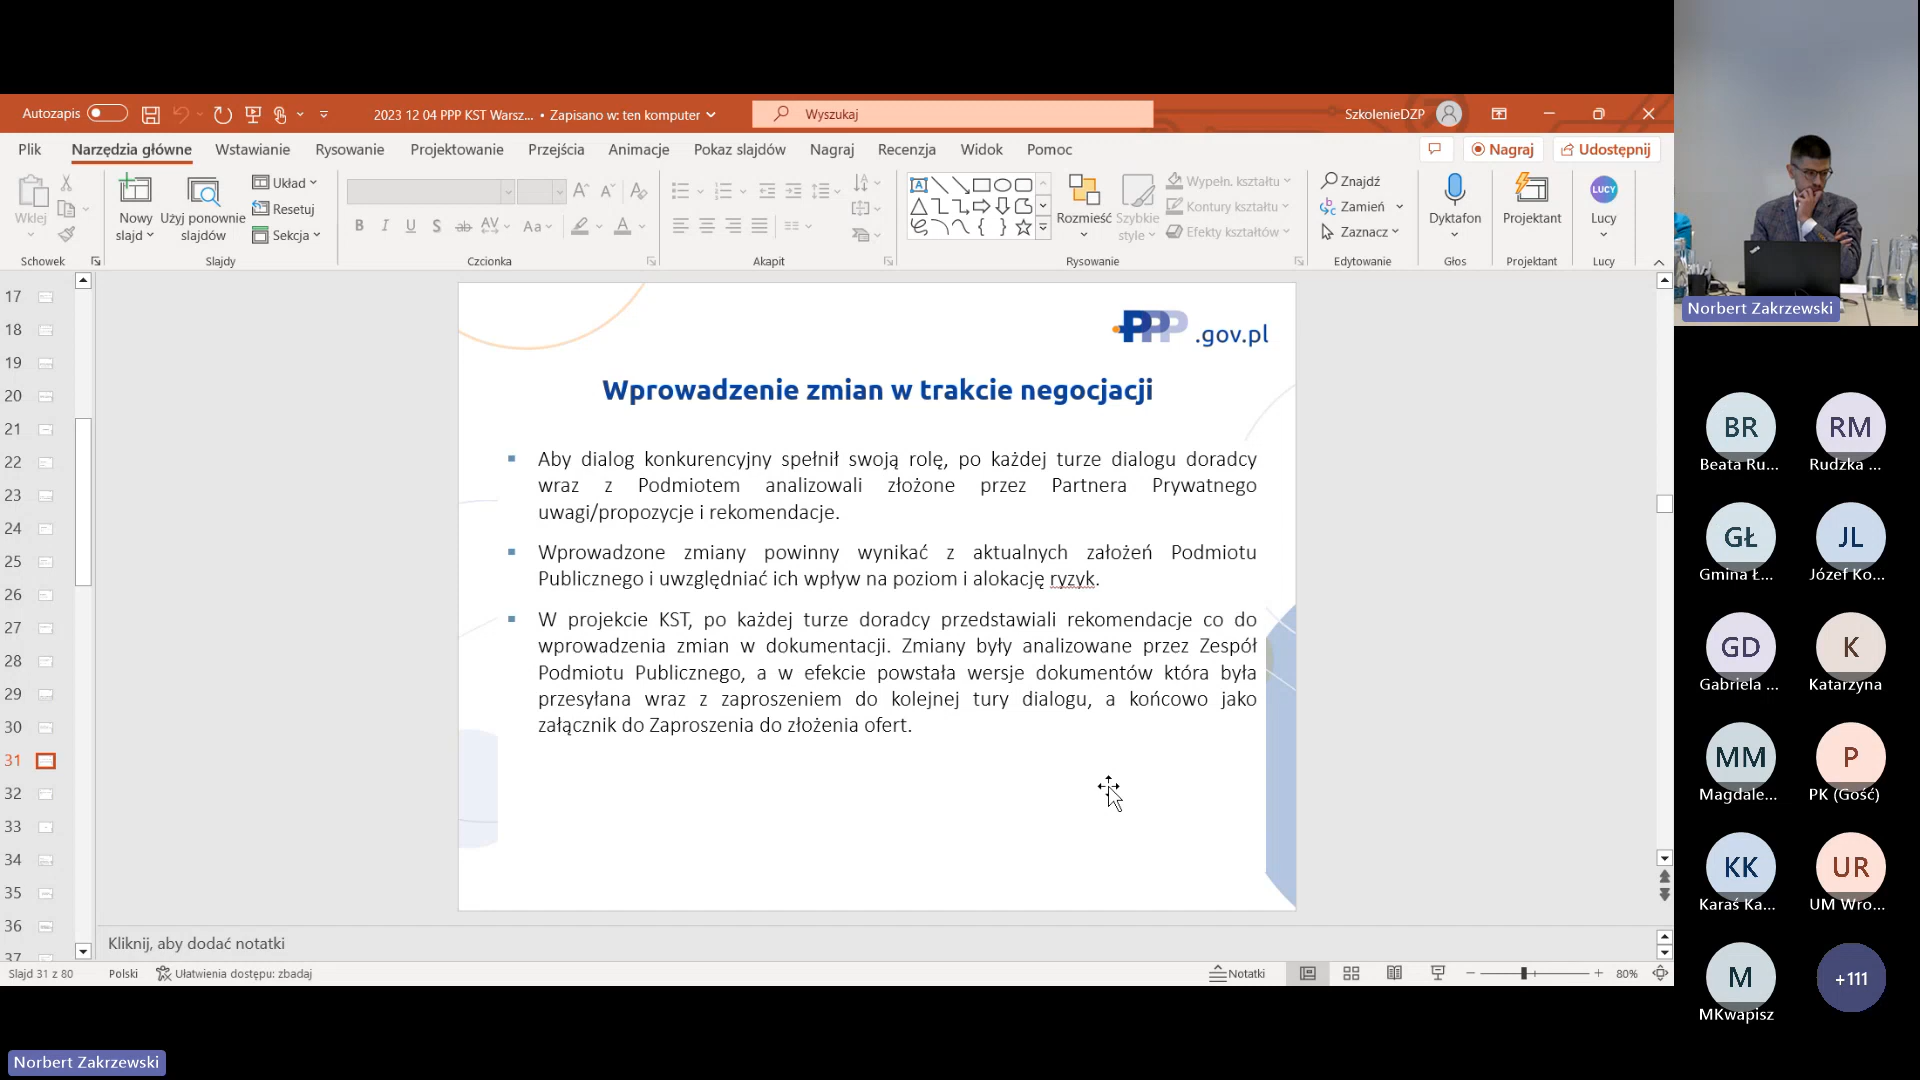 Autozapis
2023 12 04 PPP KST Warsz... • Zapisano w: ten komputer
Wyszukaj
SzkolenieDZP
Plik
Narzędzia główne
Wstawianie
Rysowanie
Projektowanie
Przejścia
Animacje
Pokaz slajdów
Nagraj
Recenzja
Widok
Pomoc
Nagraj
Udostępnij
Wklej
Nowy
slajd
Użyj ponownie
slajdów
Układ
Resetuj
Sekcja
Rozmieść
Szybkie
style
Wypełn. kształtu
Kontury kształtu
Efekty kształtów
Znajdź
Zamień
Zaznacz
Dyktafon
Projektant
LUCY
Lucy
Schowek
Slajdy
Czcionka
Akapit
Rysowanie
Edytowanie
Głos
Projektant
Lucy
17
18
19
20
21
22
23
24
25
26
27
28
29
30
31
32
33
34
35
36
37
PPP .gov.pl
Wprowadzenie zmian w trakcie negocjacji
Aby dialog konkurencyjny spełnił swoją rolę, po każdej turze dialogu doradcy
wraz z Podmiotem analizowali złożone przez Partnera Prywatnego
uwagi/propozycje i rekomendacje.
Wprowadzone zmiany powinny wynikać z aktualnych założeń Podmiotu
Publicznego i uwzględniać ich wpływ na poziom i alokację ryzyk.
W projekcie KST, po każdej turze doradcy przedstawiali rekomendacje co do
wprowadzenia zmian w dokumentacji. Zmiany były analizowane przez Zespół
Podmiotu Publicznego, a w efekcie powstała wersje dokumentów która była
przesyłana wraz z zaproszeniem do kolejnej tury dialogu, a końcowo jako
załącznik do Zaproszenia do złożenia ofert.
Kliknij, aby dodać notatki
Slajd 31 z 80
Polski
Ułatwienia dostępu: zbadaj
Notatki
80%
Norbert Zakrzewski
BR
Beata Ru...
RM
Rudzka ...
GŁ
Gmina Ł...
JL
Józef Ko...
GD
Gabriela ...
K
Katarzyna
MM
Magdale...
P
PK (Gość)
KK
Karaś Ka...
UR
UM Wro...
M
MKwapisz
+111
Norbert Zakrzewski